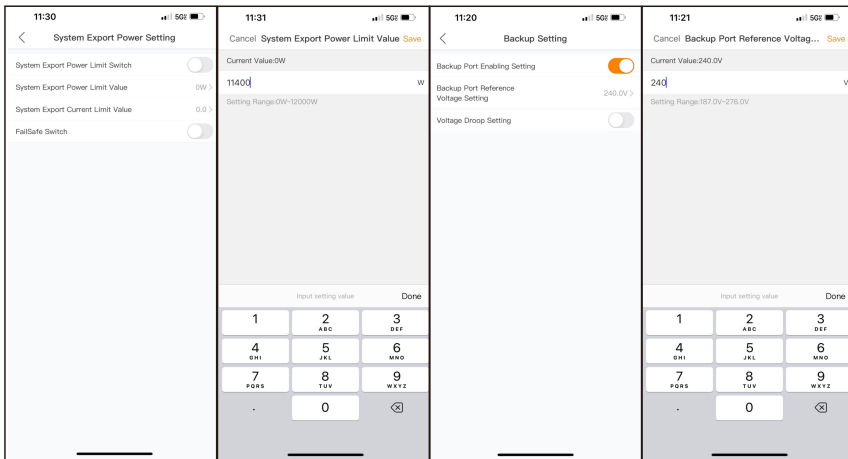 11:30
5G
System Export Power Setting
System Export Power Limit Switch
System Export Power Limit Value 0W >
System Export Current Limit Value 0.0 >
FailSafe Switch
11:31
5G
Cancel System Export Power Limit Value Save
Current Value:0W
11400 W
Setting Range:0W-12000W
Input setting value Done
1 2 3
ABC DEF
4 5 6
GHI JKL MNO
7 8 9
PQRS TUV WXYZ
. 0
11:20
5G
Backup Setting
Backup Port Enabling Setting
Backup Port Reference
Voltage Setting 240.0V >
Voltage Droop Setting
11:21
5G
Cancel Backup Port Reference Voltag... Save
Current Value:240.0V
240 V
Setting Range:187.0V-276.0V
Input setting value Done
1 2 3
ABC DEF
4 5 6
GHI JKL MNO
7 8 9
PQRS TUV WXYZ
. 0